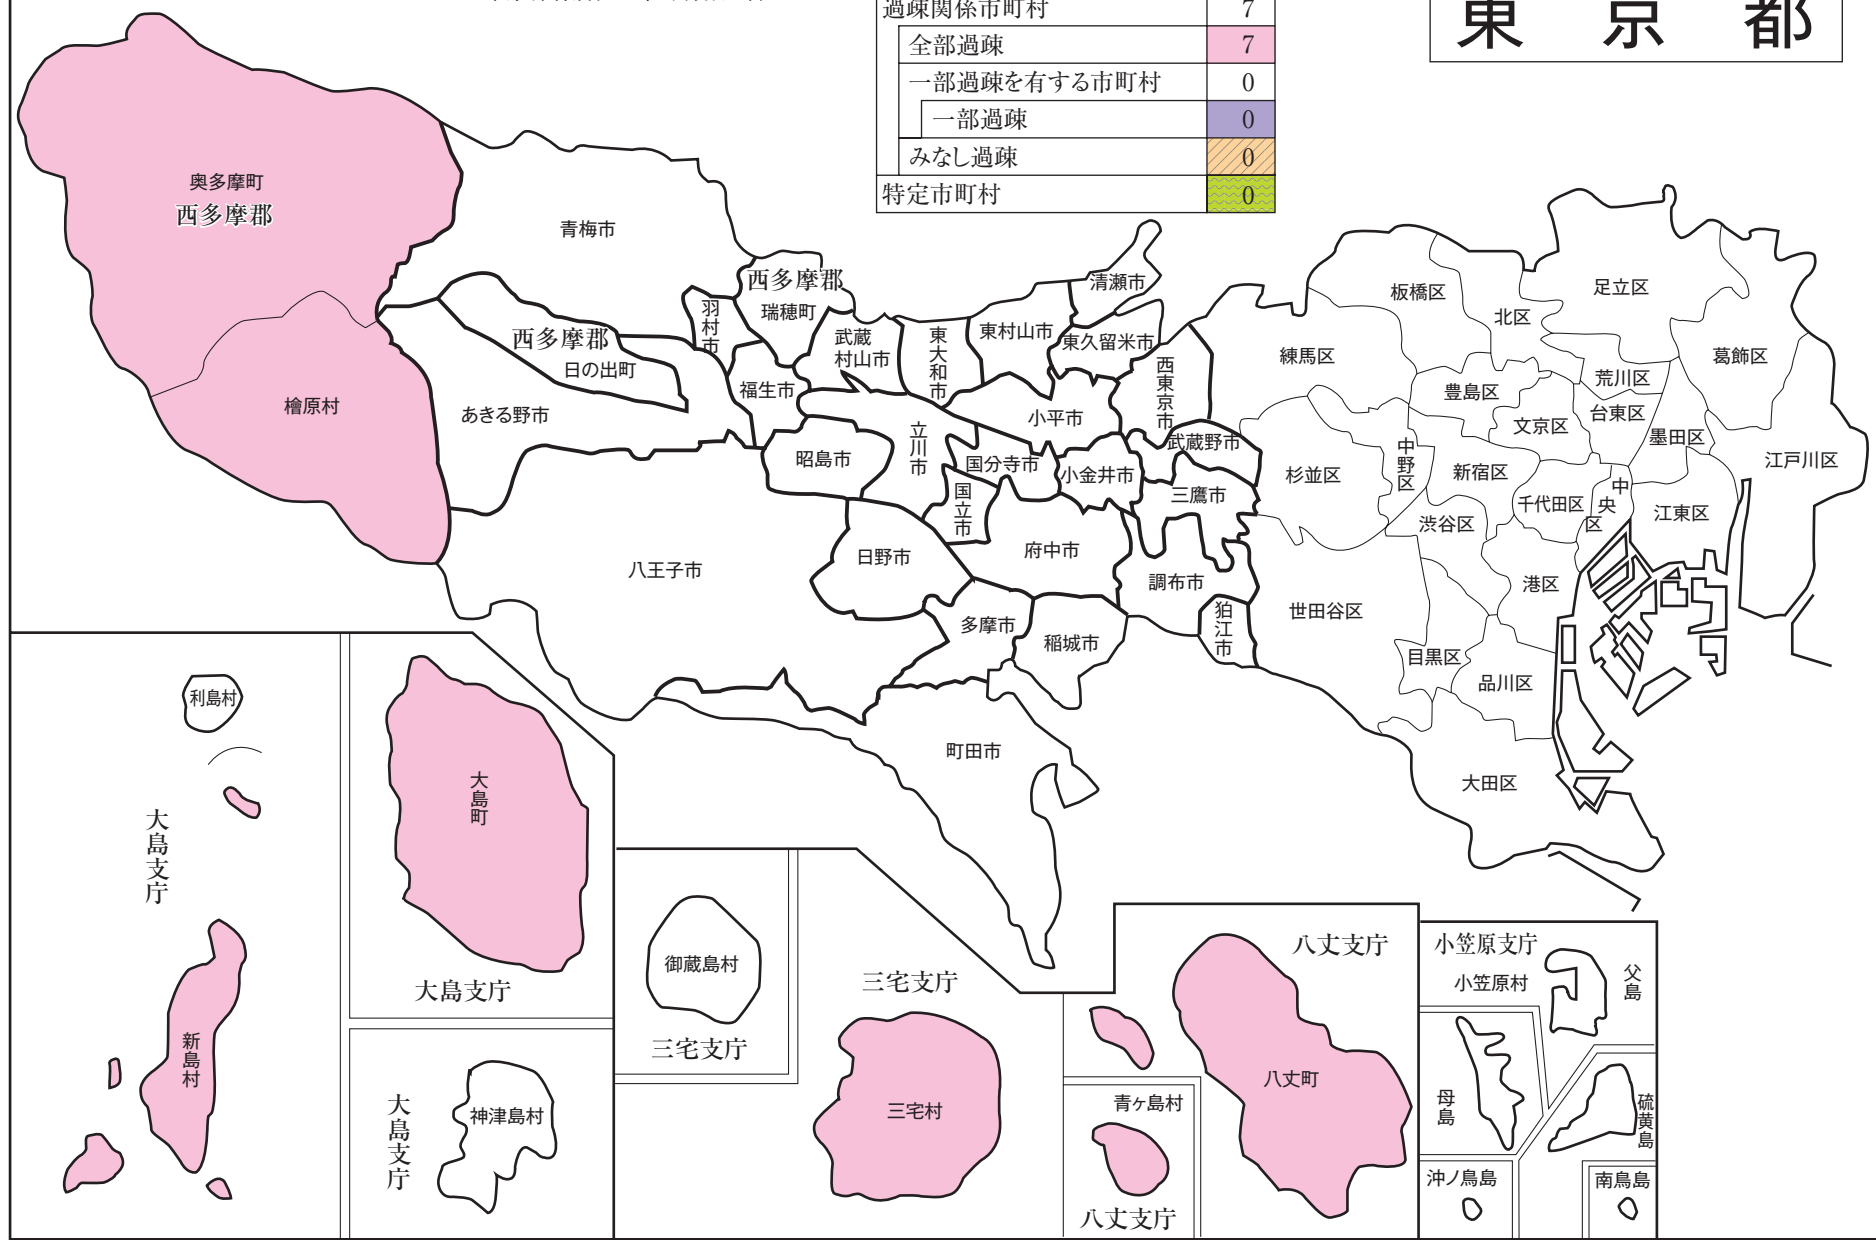 東京都
過疎関係市町村 7
全部過疎 7
一部過疎を有する市町村 0
一部過疎 0
みなし過疎 0
特定市町村 0
奥多摩町
西多摩郡
檜原村
青梅市
西多摩郡
日の出町
あきる野市
羽村市
西多摩郡
瑞穂町
福生市
武蔵
村山市
東大和市
東村山市
清瀬市
東久留米市
西東京市
小平市
立川市
昭島市
国分寺市
国立市
小金井市
武蔵野市
三鷹市
府中市
調布市
狛江市
八王子市
日野市
多摩市
稲城市
町田市
板橋区
北区
足立区
練馬区
豊島区
荒川区
葛飾区
文京区
台東区
墨田区
江戸川区
杉並区
中野区
新宿区
千代田区
中央区
江東区
渋谷区
港区
世田谷区
目黒区
品川区
大田区
利島村
大島支庁
新島村
大島町
大島支庁
大島支庁
神津島村
御蔵島村
三宅支庁
三宅支庁
三宅村
八丈支庁
八丈町
青ヶ島村
八丈支庁
小笠原支庁
小笠原村
父島
母島
硫黄島
沖ノ鳥島
南鳥島